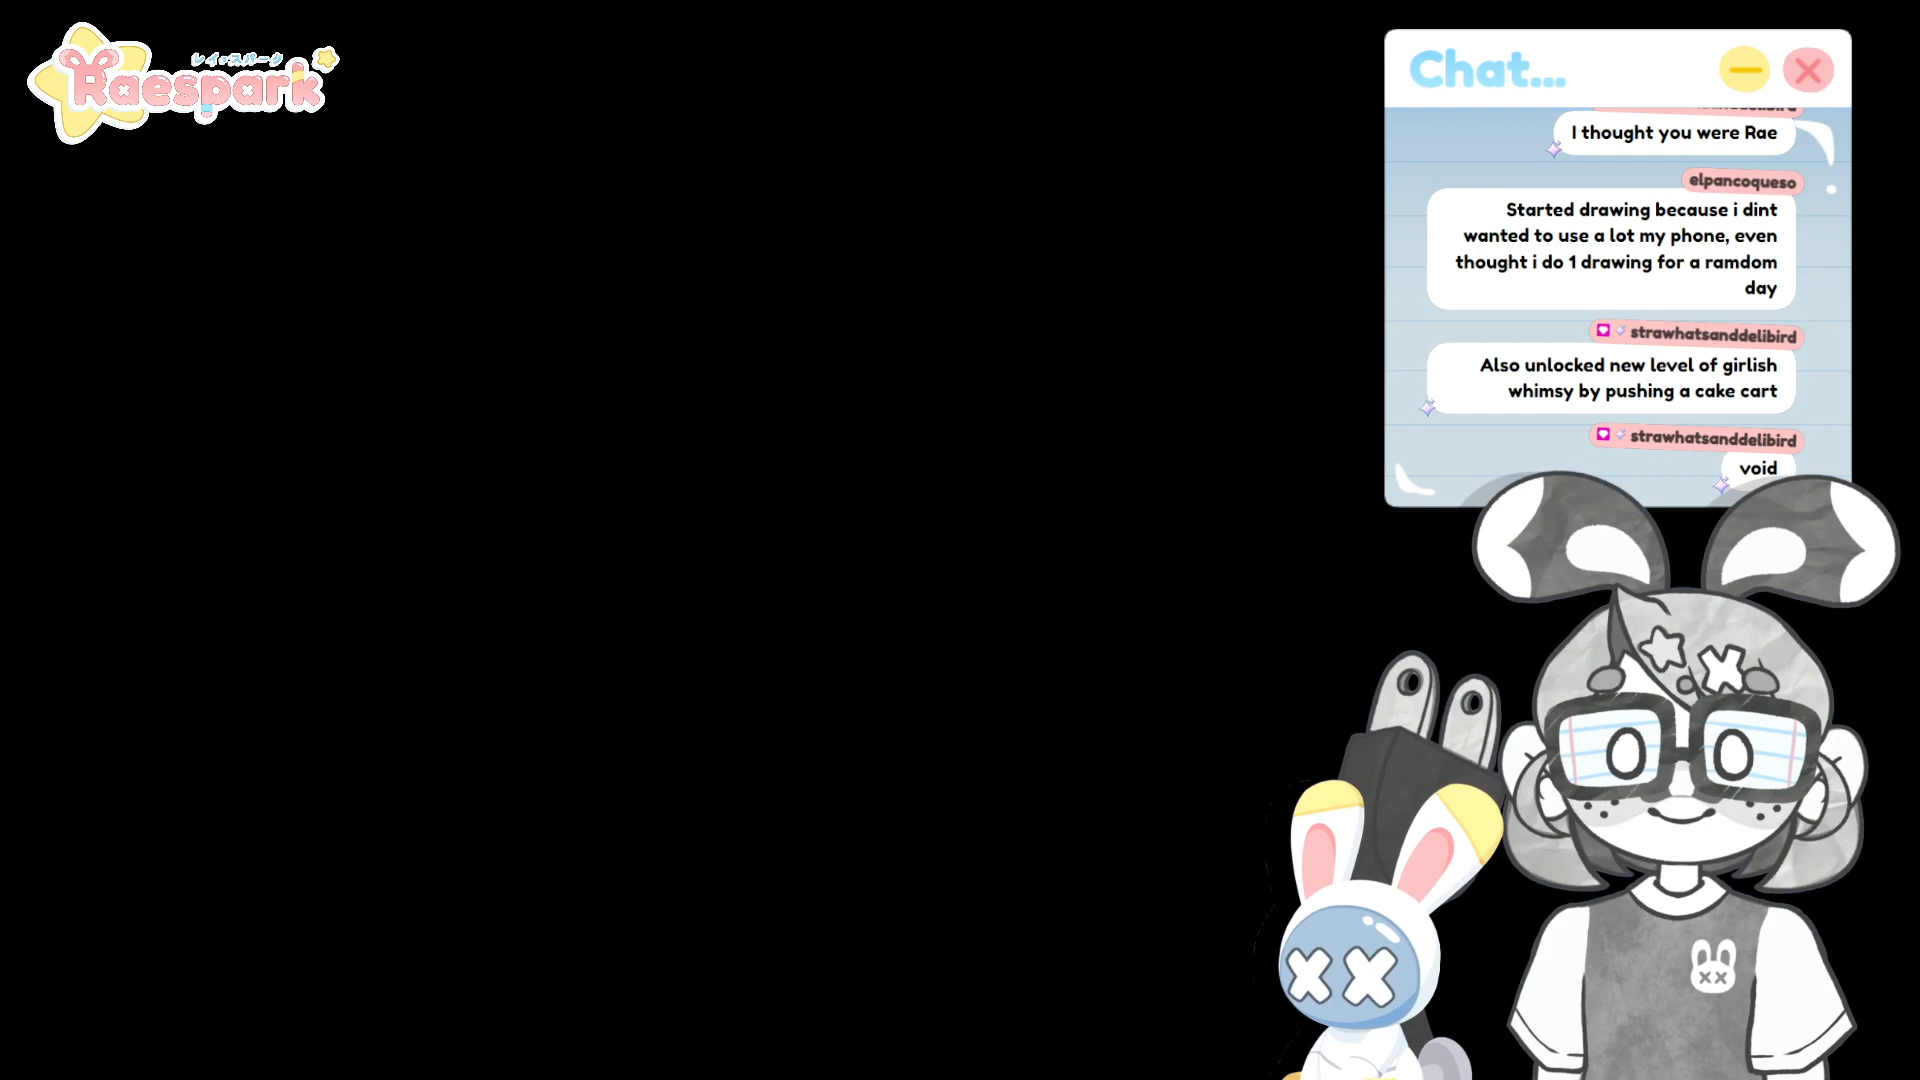 レイ・スパーク
Raespark
Chat...
I thought you were Rae
elpancoqueso
Started drawing because i dint
wanted to use a lot my phone, even
thought i do 1 drawing for a ramdom
day
strawhatsanddelibird
Also unlocked new level of girlish
whimsy by pushing a cake cart
strawhatsanddelibird
void